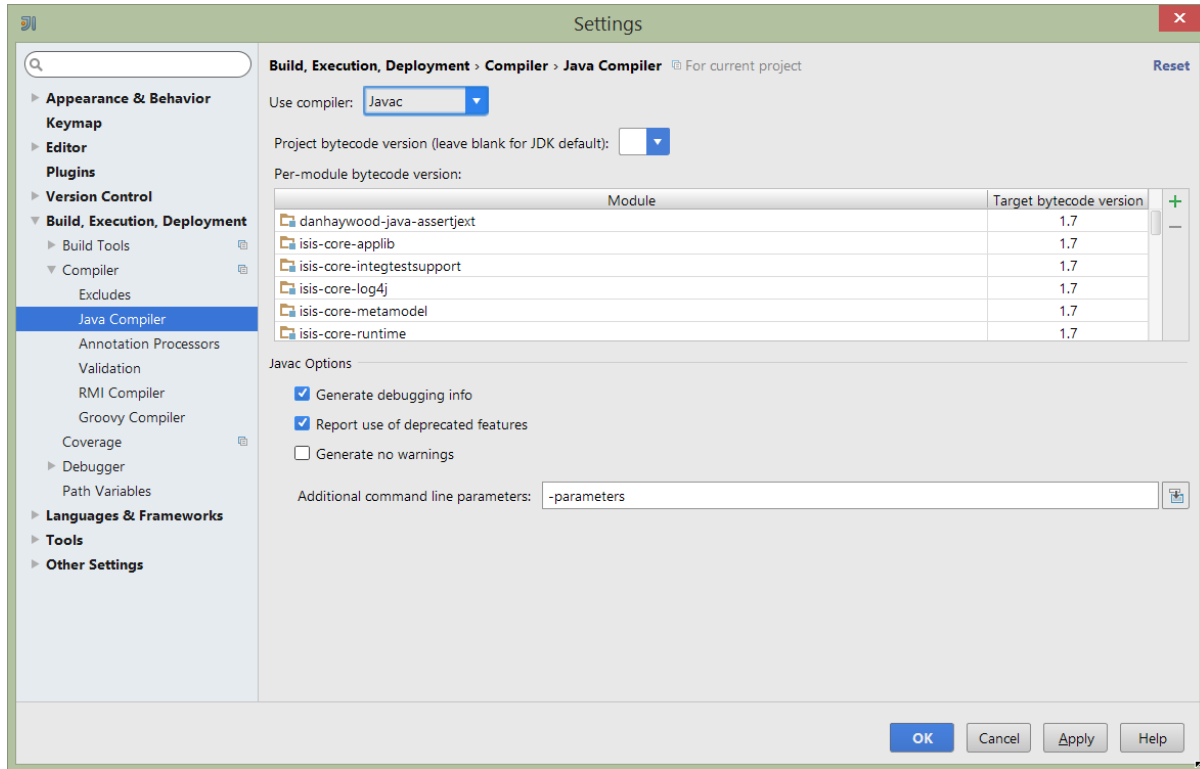 Settings
Appearance & Behavior
Keymap
Editor
Plugins
Version Control
Build, Execution, Deployment
Build Tools
Compiler
Excludes
Java Compiler
Annotation Processors
Validation
RMI Compiler
Groovy Compiler
Coverage
Debugger
Path Variables
Languages & Frameworks
Tools
Other Settings
Build, Execution, Deployment › Compiler › Java Compiler For current project Reset
Use compiler: Javac
Project bytecode version (leave blank for JDK default):
Per-module bytecode version:
Module Target bytecode version
danhaywood-java-assertjext 1.7
isis-core-applib 1.7
isis-core-integtestsupport 1.7
isis-core-log4j 1.7
isis-core-metamodel 1.7
isis-core-runtime 1.7
Javac Options
Generate debugging info
Report use of deprecated features
Generate no warnings
Additional command line parameters: -parameters
OK Cancel Apply Help